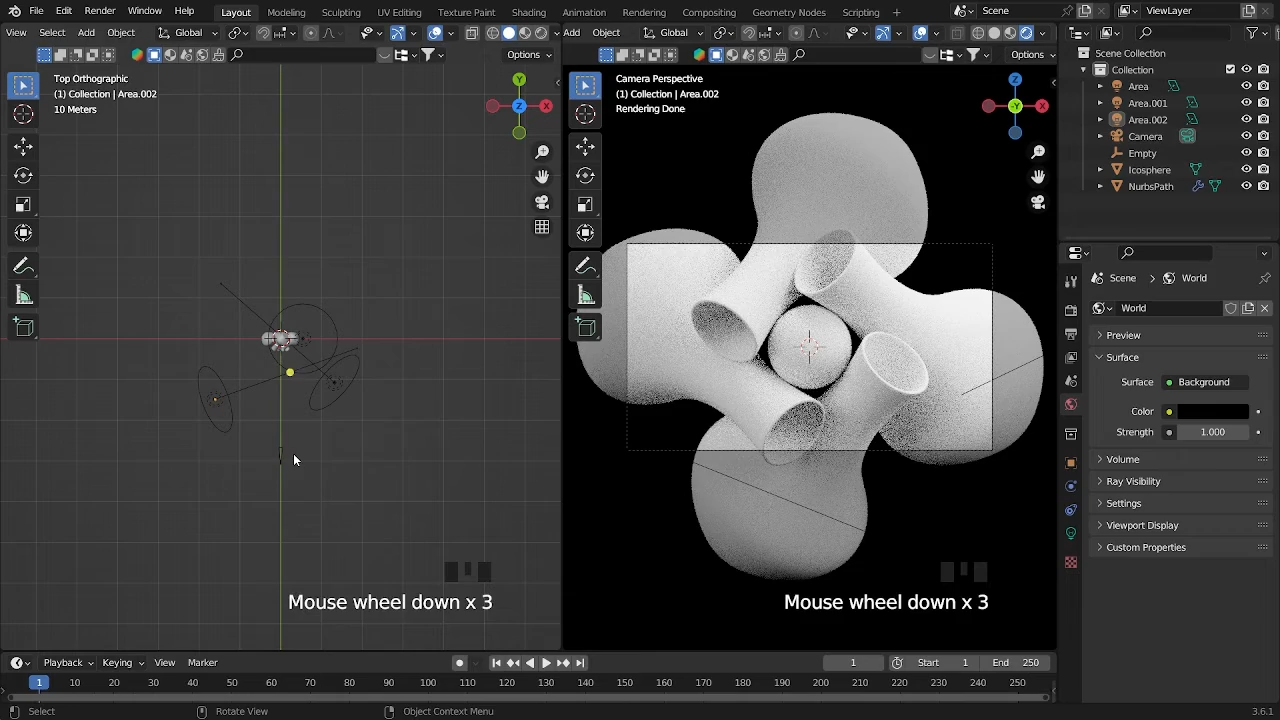 File Edit Render Window Help Layout Modeling Sculpting UV Editing Texture Paint Shading Animation Rendering Compositing Geometry Nodes Scripting Scene ViewLayer
View Select Add Object Global Add Object Global
Options Options
Scene Collection
Collection
Area
Area.001
Area.002
Camera
Empty
Icosphere
NurbsPath
Top Orthographic
(1) Collection | Area.002
10 Meters
Y
X
Z
Camera Perspective
(1) Collection | Area.002
Rendering Done
Z
-Y
X
Scene World
World
Preview
Surface
Surface Background
Color
Strength 1.000
Volume
Ray Visibility
Settings
Viewport Display
Custom Properties
Mouse wheel down x 3 Mouse wheel down x 3
Playback Keying View Marker 1 Start 1 End 250
1 10 20 30 40 50 60 70 80 90 100 110 120 130 140 150 160 170 180 190 200 210 220 230 240 250
Select Rotate View Object Context Menu 3.6.1